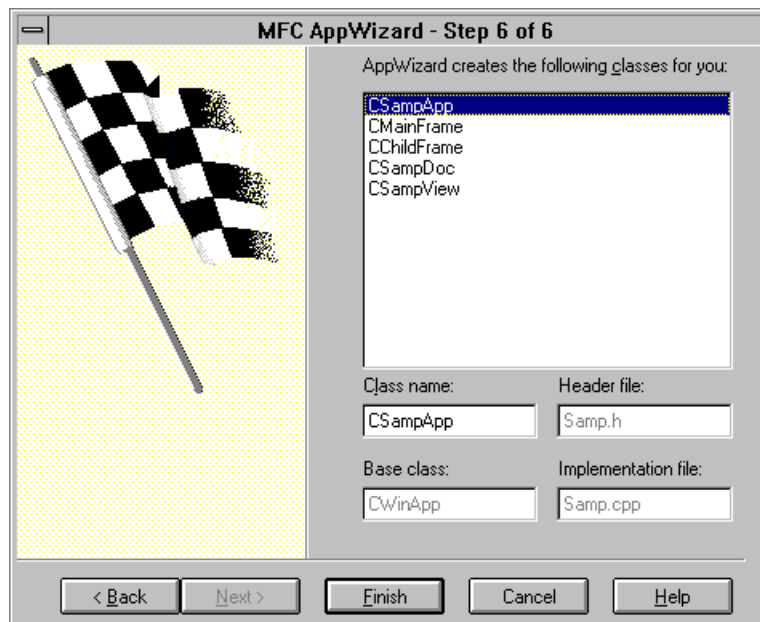 MFC AppWizard - Step 6 of 6
AppWizard creates the following classes for you:
CSampApp
CMainFrame
CChildFrame
CSampDoc
CSampView
Class name: Header file:
CSampApp Samp.h
Base class: Implementation file:
CWinApp Samp.cpp
< Back Next > Finish Cancel Help